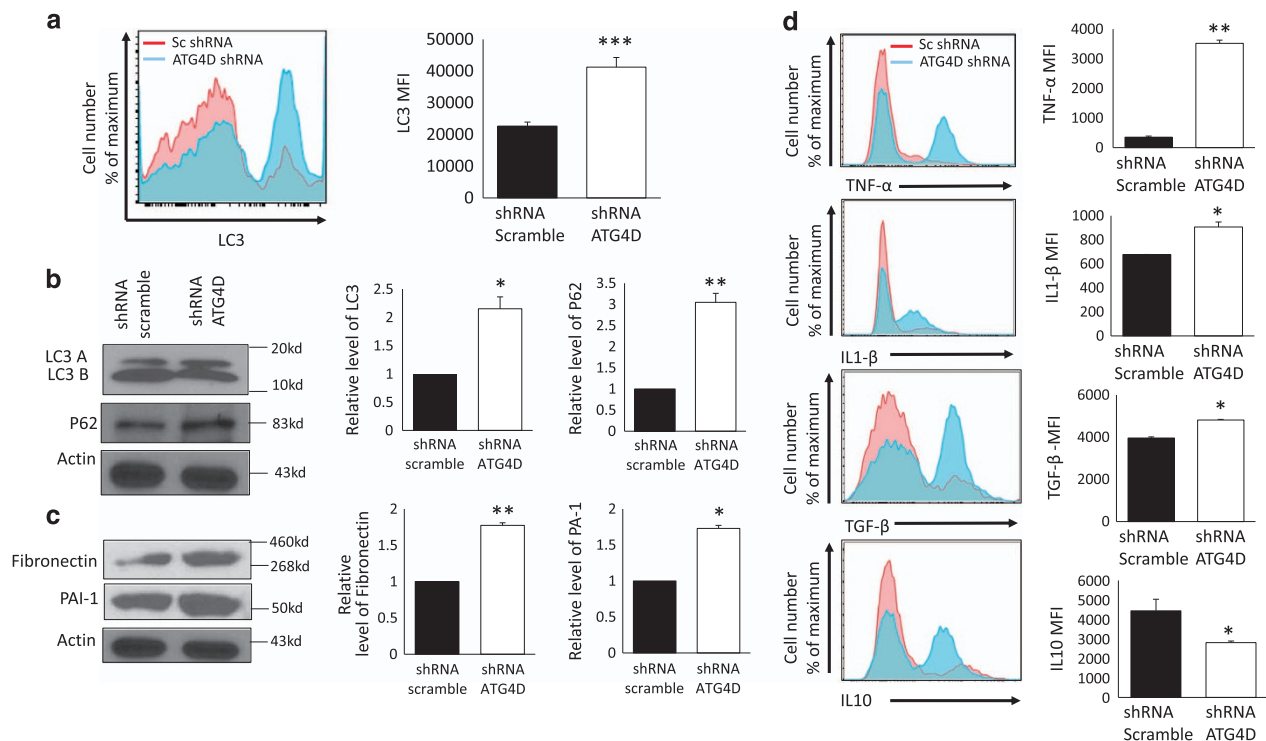 a
Sc shRNA
ATG4D shRNA
Cell number
% of maximum
LC3
LC3 MFI
50000
40000
30000
20000
10000
0
***
shRNA
Scramble
shRNA
ATG4D
b
shRNA
scramble
shRNA
ATG4D
LC3 A
LC3 B
20kd
10kd
P62
83kd
Actin
43kd
Relative level of LC3
2.5
2
1.5
1
0.5
0
*
shRNA
scramble
shRNA
ATG4D
Relative level of P62
3.5
3
2.5
2
1.5
1
0.5
0
**
shRNA
scramble
shRNA
ATG4D
c
Fibronectin
460kd
268kd
PAI-1
50kd
Actin
43kd
Relative
level of Fibronectin
2
1.5
1
0.5
0
**
shRNA
scramble
shRNA
ATG4D
Relative level of PA-1
2
1.5
1
0.5
0
*
shRNA
scramble
shRNA
ATG4D
d
Sc shRNA
ATG4D shRNA
Cell number
% of maximum
TNF-α
TNF-α MFI
4000
3000
2000
1000
0
**
shRNA
Scramble
shRNA
ATG4D
Cell number
% of maximum
IL1-β
IL1-β MFI
1000
800
600
400
200
0
*
shRNA
Scramble
shRNA
ATG4D
Cell number
% of maximum
TGF-β
TGF-β -MFI
6000
4000
2000
0
*
shRNA
Scramble
shRNA
ATG4D
Cell number
% of maximum
IL10
IL10 MFI
6000
5000
4000
3000
2000
1000
0
*
shRNA
Scramble
shRNA
ATG4D